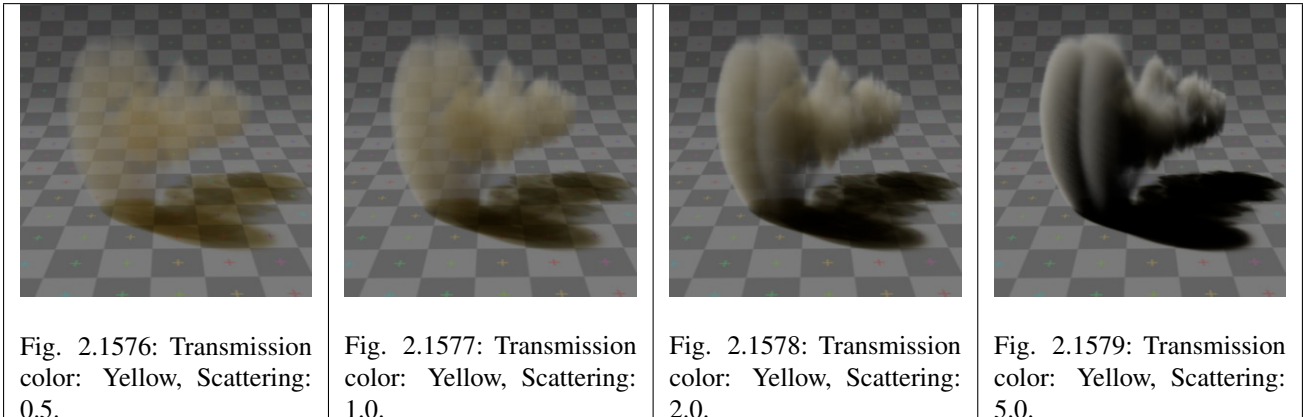 Fig. 2.1576: Transmission
color: Yellow, Scattering:
0.5.
Fig. 2.1577: Transmission
color: Yellow, Scattering:
1.0.
Fig. 2.1578: Transmission
color: Yellow, Scattering:
2.0.
Fig. 2.1579: Transmission
color: Yellow, Scattering:
5.0.